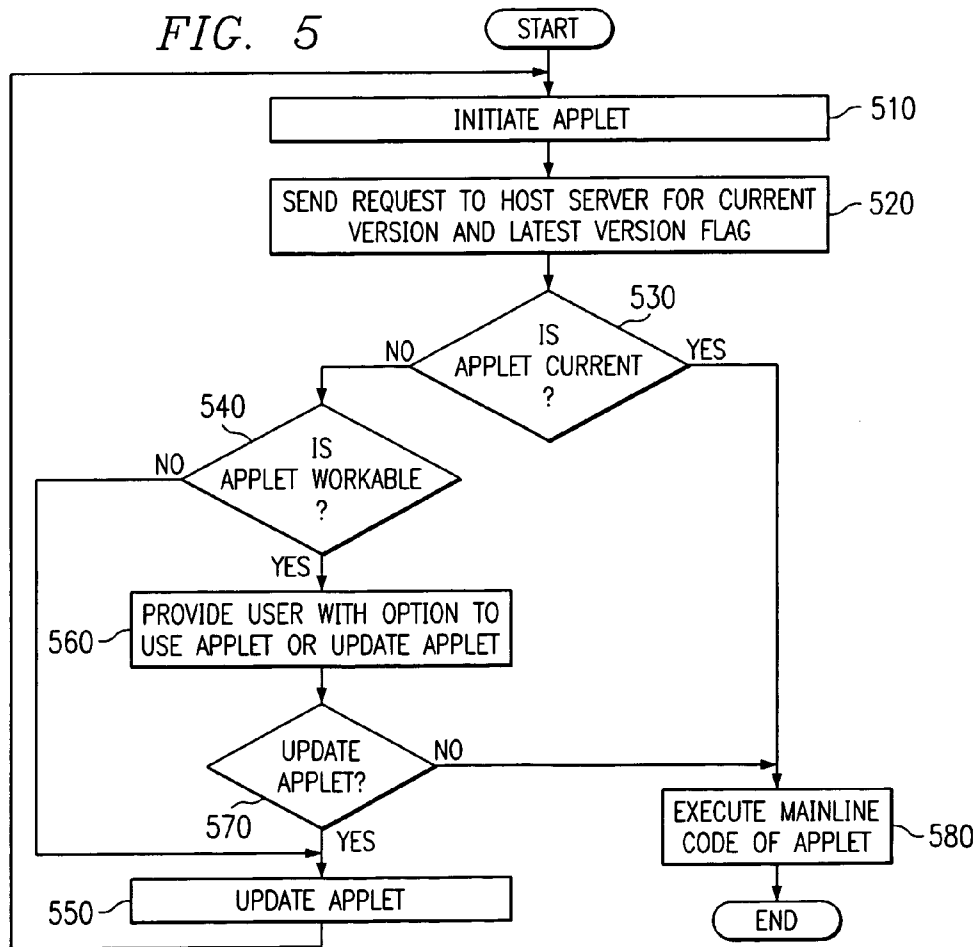 FIG. 5
START
INITIATE APPLET
510
SEND REQUEST TO HOST SERVER FOR CURRENT
VERSION AND LATEST VERSION FLAG
520
530
IS
APPLET CURRENT
?
NO
YES
540
IS
APPLET WORKABLE
?
NO
YES
PROVIDE USER WITH OPTION TO
USE APPLET OR UPDATE APPLET
560
UPDATE
APPLET?
NO
570
YES
EXECUTE MAINLINE
CODE OF APPLET
580
UPDATE APPLET
550
END